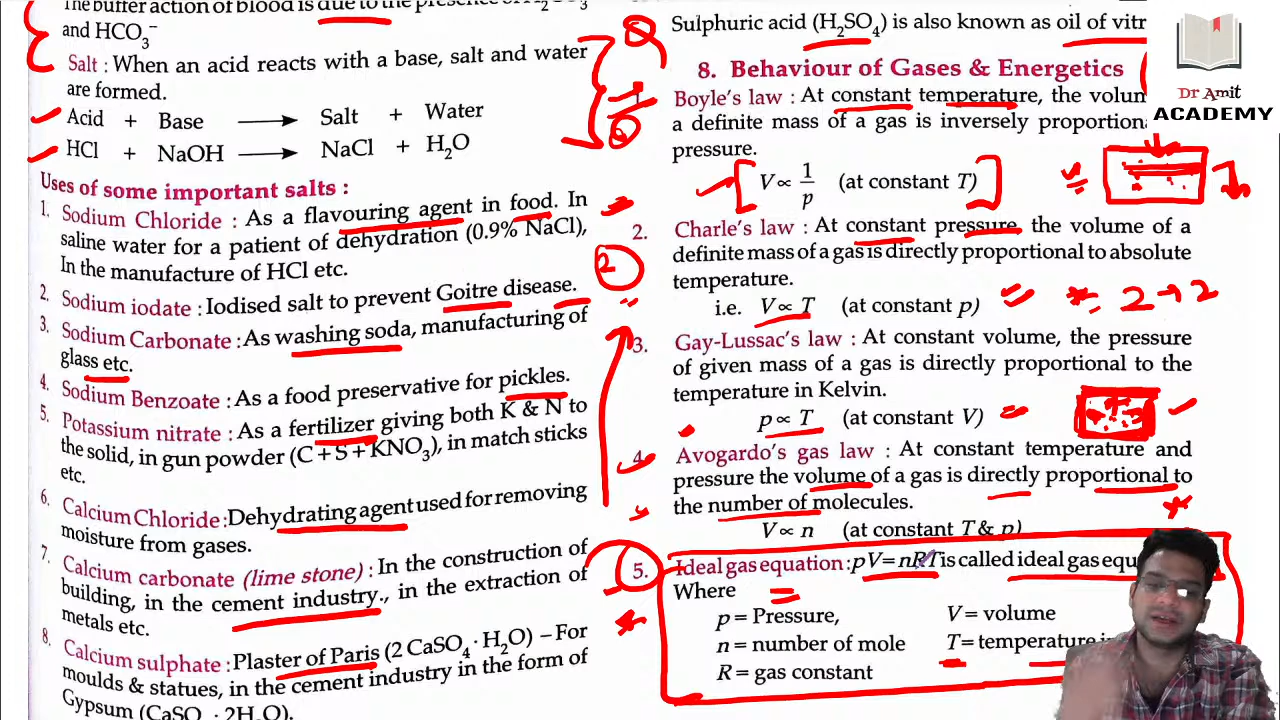 The buffer action of blood is due to the presence of H₂CO₃
and HCO₃⁻
Salt : When an acid reacts with a base, salt and water
are formed.
Acid + Base ⟶ Salt + Water
HCl + NaOH ⟶ NaCl + H₂O
Uses of some important salts :
1. Sodium Chloride : As a flavouring agent in food. In
saline water for a patient of dehydration (0.9% NaCl),
In the manufacture of HCl etc.
2. Sodium iodate : Iodised salt to prevent Goitre disease.
3. Sodium Carbonate : As washing soda, manufacturing of
glass etc.
4. Sodium Benzoate : As a food preservative for pickles.
5. Potassium nitrate : As a fertilizer giving both K & N to
the solid, in gun powder (C + S + KNO₃), in match sticks
etc.
6. Calcium Chloride : Dehydrating agent used for removing
moisture from gases.
7. Calcium carbonate (lime stone) : In the construction of
building, in the cement industry., in the extraction of
metals etc.
8. Calcium sulphate : Plaster of Paris (2 CaSO₄ · H₂O) – For
moulds & statues, in the cement industry in the form of
Gypsum (CaSO₄ · 2H₂O).
2
Sulphuric acid (H₂SO₄) is also known as oil of vitr
8. Behaviour of Gases & Energetics
Boyle's law : At constant temperature, the volum
a definite mass of a gas is inversely proportion
pressure.
V ∝ 1/p (at constant T)
2. Charle's law : At constant pressure, the volume of a
definite mass of a gas is directly proportional to absolute
temperature.
i.e. V ∝ T (at constant p)
2 → 2
3. Gay-Lussac's law : At constant volume, the pressure
of given mass of a gas is directly proportional to the
temperature in Kelvin.
p ∝ T (at constant V)
4. Avogardo's gas law : At constant temperature and
pressure the volume of a gas is directly proportional to
the number of molecules.
V ∝ n (at constant T & p)
5. Ideal gas equation : pV = nRT is called ideal gas equ
Where
p = Pressure, V = volume
n = number of mole T = temperature
R = gas constant
Dr Amit
ACADEMY